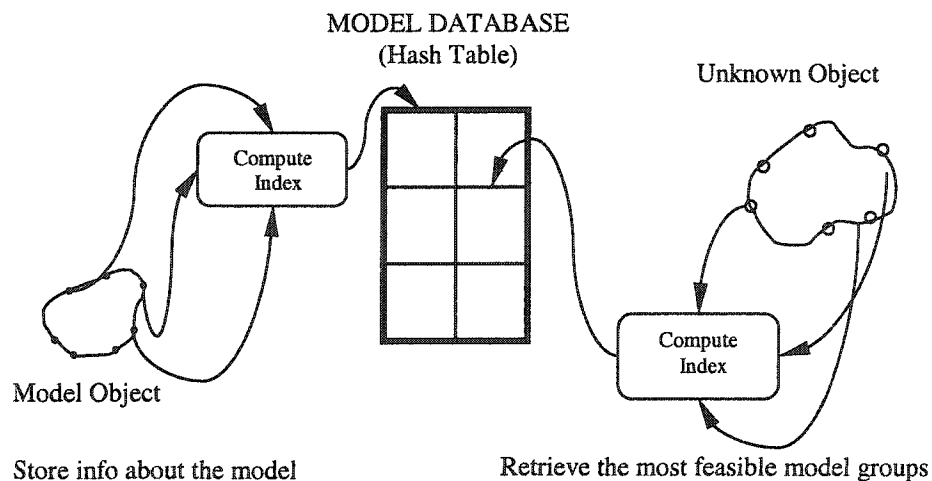 MODEL DATABASE
(Hash Table)
Unknown Object
Compute
Index
Compute
Index
Model Object
Store info about the model
Retrieve the most feasible model groups